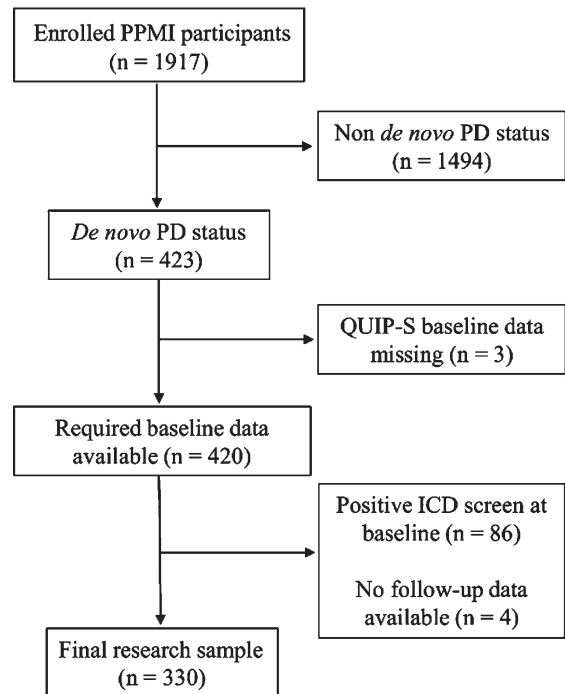 Enrolled PPMI participants
(n = 1917)
Non de novo PD status
(n = 1494)
De novo PD status
(n = 423)
QUIP-S baseline data
missing (n = 3)
Required baseline data
available (n = 420)
Positive ICD screen at
baseline (n = 86)
No follow-up data
available (n = 4)
Final research sample
(n = 330)